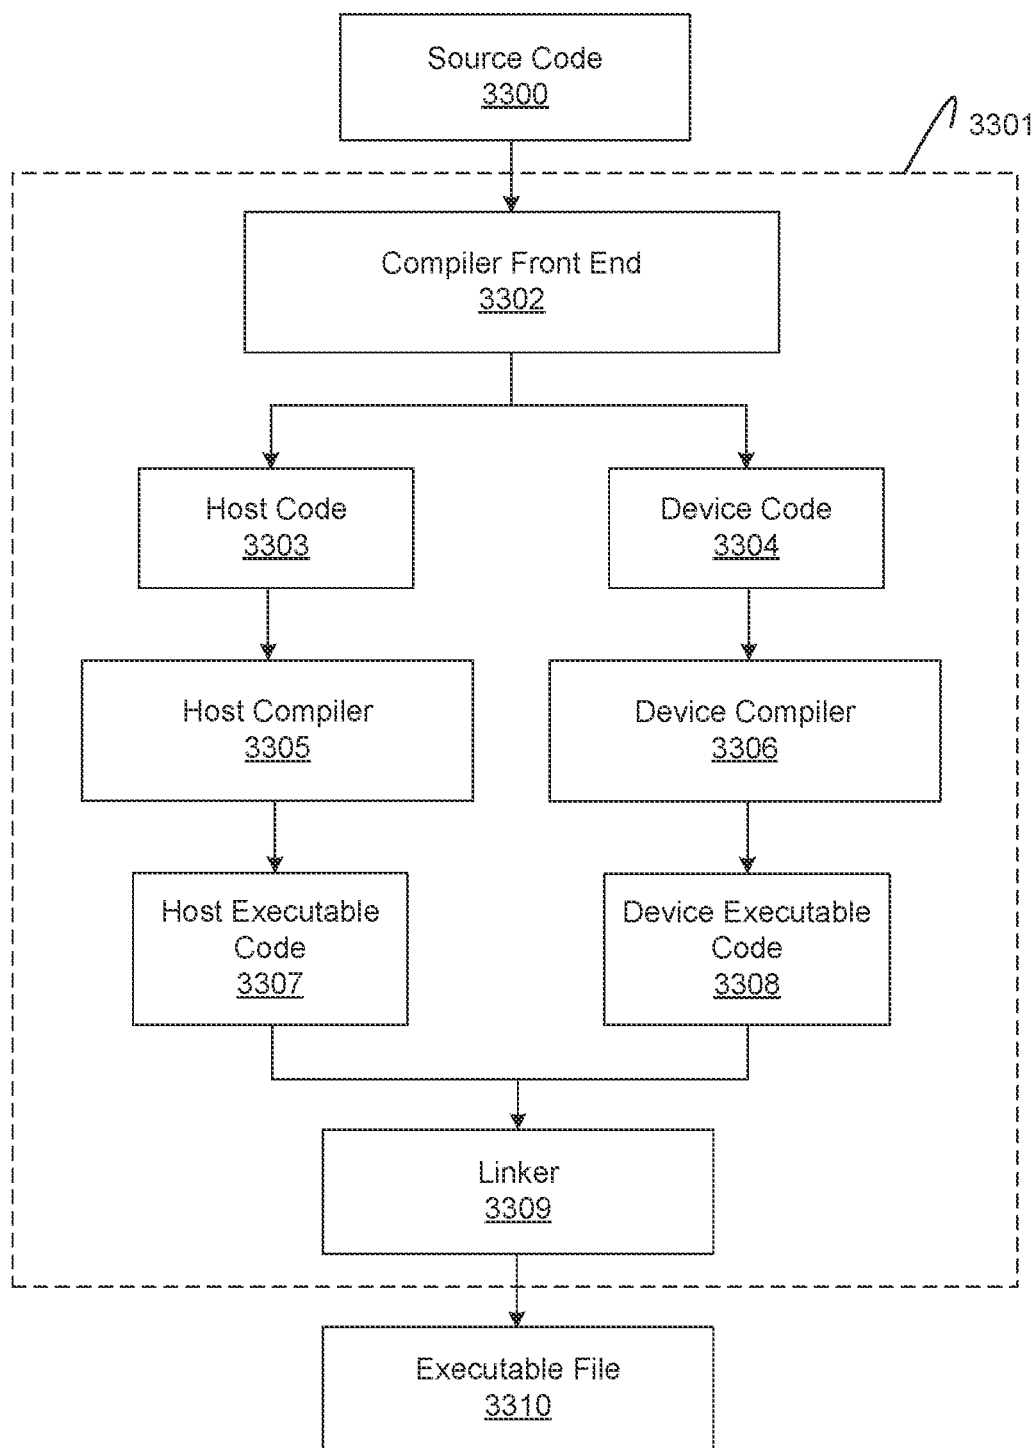 Source Code
3300
3301
Compiler Front End
3302
Host Code
3303
Device Code
3304
Host Compiler
3305
Device Compiler
3306
Host Executable
Code
3307
Device Executable
Code
3308
Linker
3309
Executable File
3310